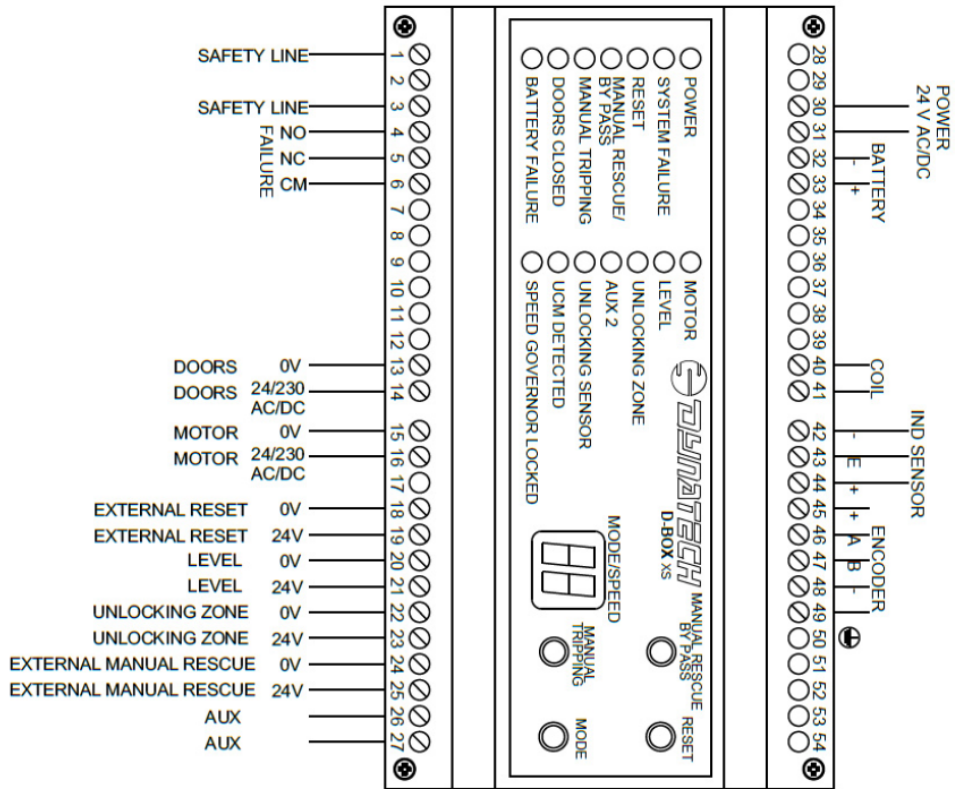 SAFETY LINE 1
2
SAFETY LINE 3
FAILURE
NO 4
NC 5
CM 6
7
8
9
10
11
12
DOORS 0V 13
DOORS 24/230 14
AC/DC
MOTOR 0V 15
MOTOR 24/230 16
AC/DC
17
EXTERNAL RESET 0V 18
EXTERNAL RESET 24V 19
LEVEL 0V 20
LEVEL 24V 21
UNLOCKING ZONE 0V 22
UNLOCKING ZONE 24V 23
EXTERNAL MANUAL RESCUE 0V 24
EXTERNAL MANUAL RESCUE 24V 25
AUX 26
AUX 27
POWER
SYSTEM FAILURE
RESET
MANUAL RESCUE/
BY PASS
MANUAL TRIPPING
DOORS CLOSED
BATTERY FAILURE
MOTOR
LEVEL
UNLOCKING ZONE
AUX 2
UNLOCKING SENSOR
UCM DETECTED
SPEED GOVERNOR LOCKED
DYNATECH
D-BOX XS
MODE/SPEED
MANUAL RESCUE
BY PASS
MANUAL
TRIPPING
RESET
MODE
28
29
30
31
32 -
33 +
34
35
36
37
38
39
40
41
42 -
43 E
44 +
45 +
46 A
47 B
48 -
49
50
51
52
53
54
POWER
24 V AC/DC
BATTERY
COIL
IND SENSOR
ENCODER